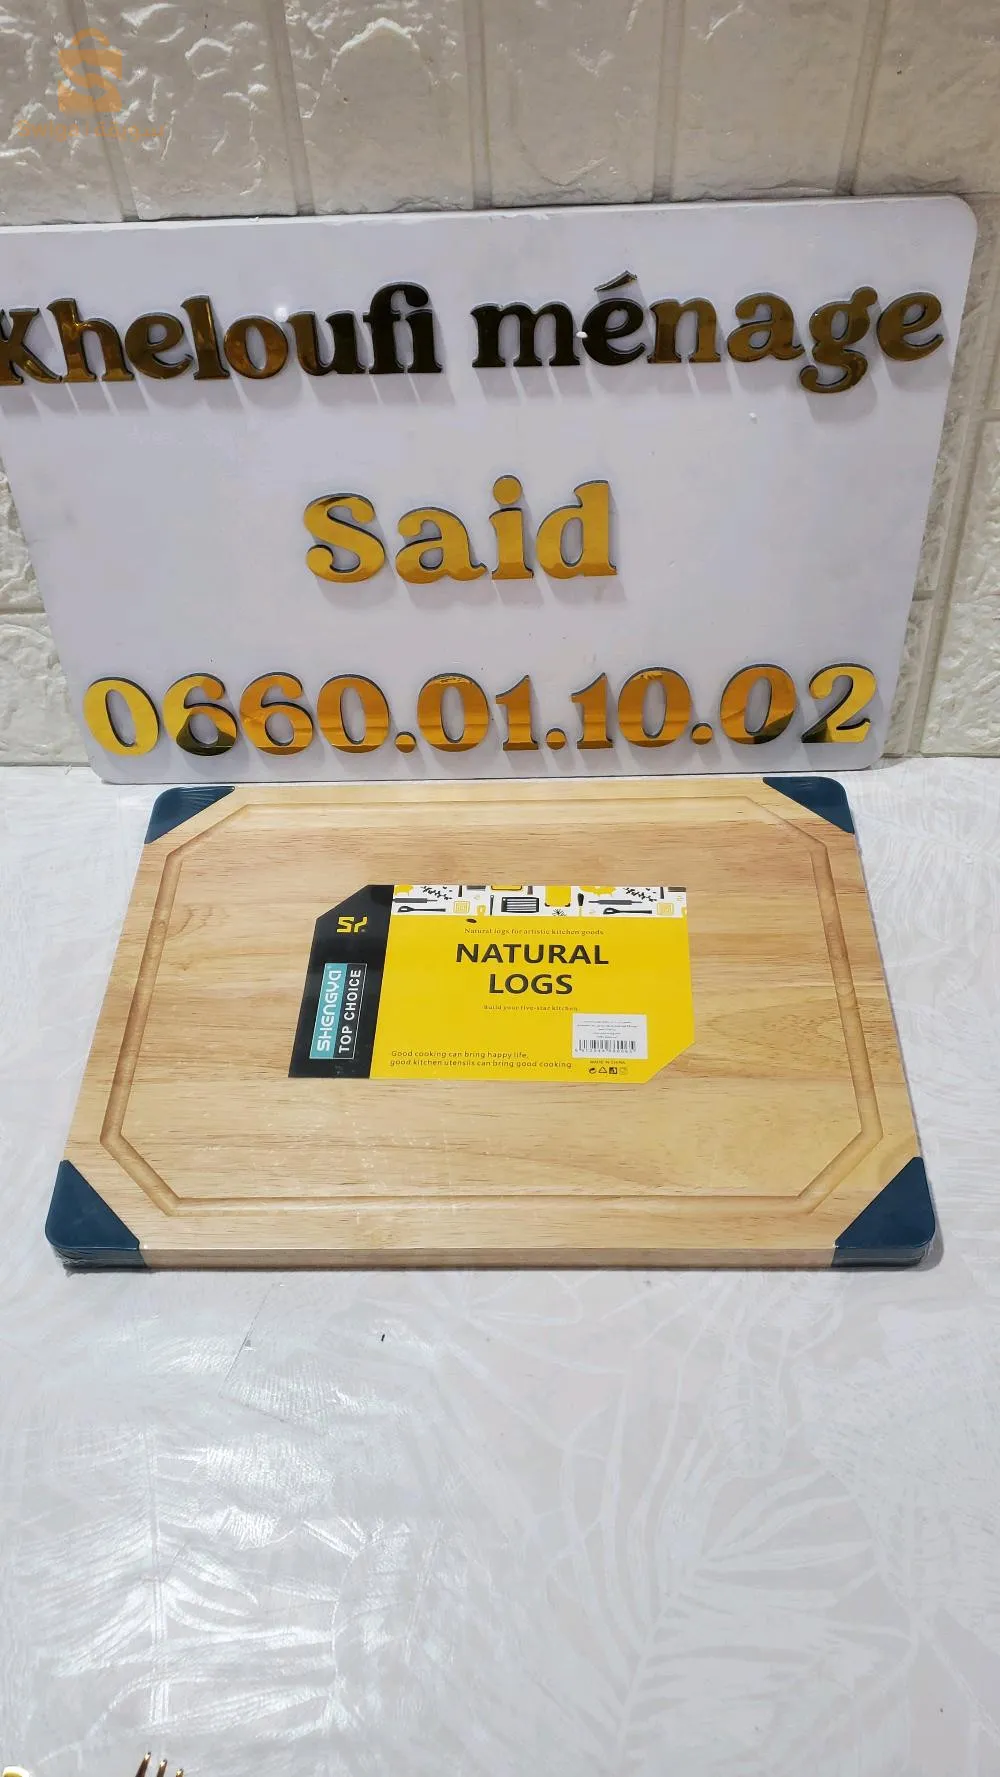 Kheloufi ménage
Said
0660.01.10.02
SY
SHENGYA
TOP CHOICE
Natural logs for artistic kitchen goods
NATURAL
LOGS
Build your five-star kitchen
Good cooking can bring happy life,
good kitchen utensils can bring good cooking
MADE IN CHINA